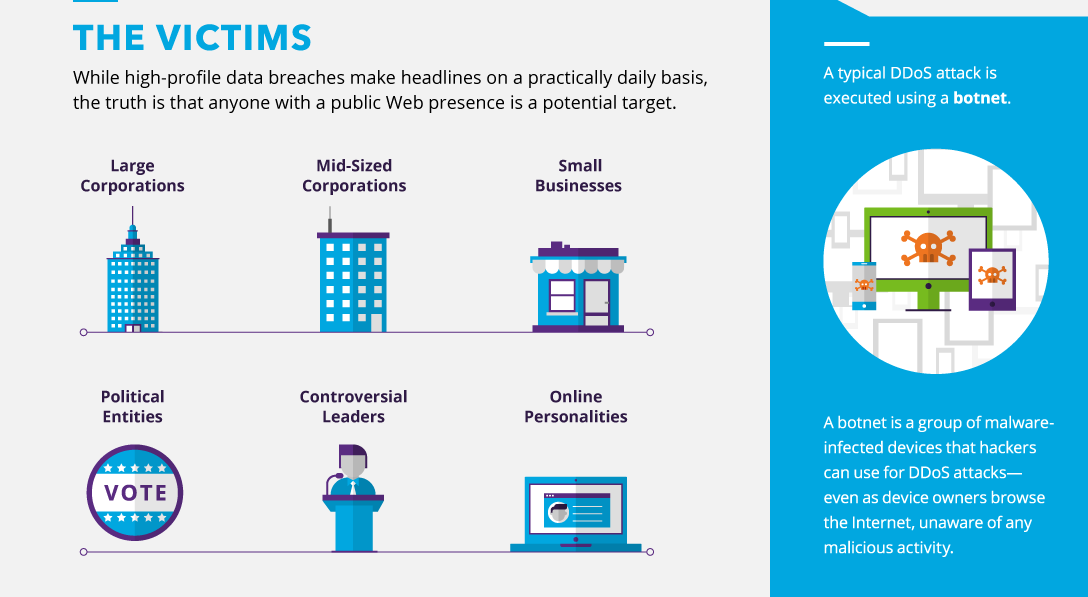 THE VICTIMS
While high-profile data breaches make headlines on a practically daily basis,
the truth is that anyone with a public Web presence is a potential target.
Large
Corporations
Mid-Sized
Corporations
Small
Businesses
Political
Entities
Controversial
Leaders
Online
Personalities
VOTE
A typical DDoS attack is
executed using a botnet.
A botnet is a group of malware-
infected devices that hackers
can use for DDoS attacks—
even as device owners browse
the Internet, unaware of any
malicious activity.